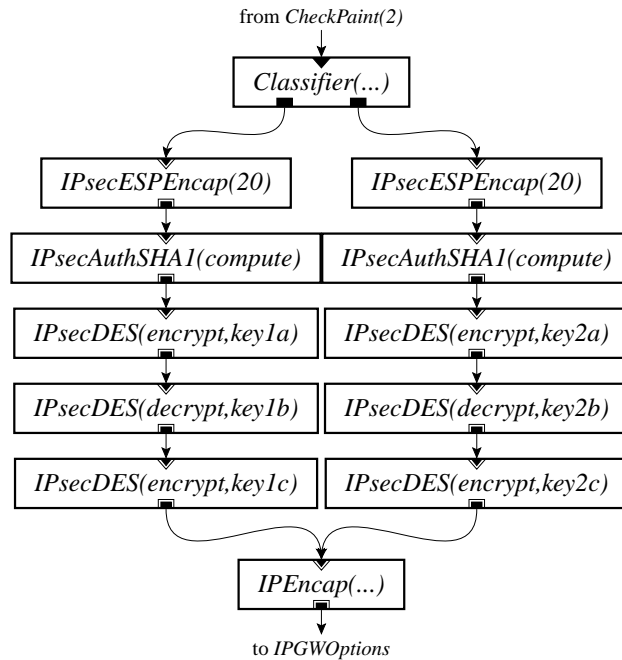 from CheckPaint(2)
Classifier(...)
IPsecESPEncap(20) IPsecESPEncap(20)
IPsecAuthSHA1(compute) IPsecAuthSHA1(compute)
IPsecDES(encrypt,key1a) IPsecDES(encrypt,key2a)
IPsecDES(decrypt,key1b) IPsecDES(decrypt,key2b)
IPsecDES(encrypt,key1c) IPsecDES(encrypt,key2c)
IPEncap(...)
to IPGWOptions